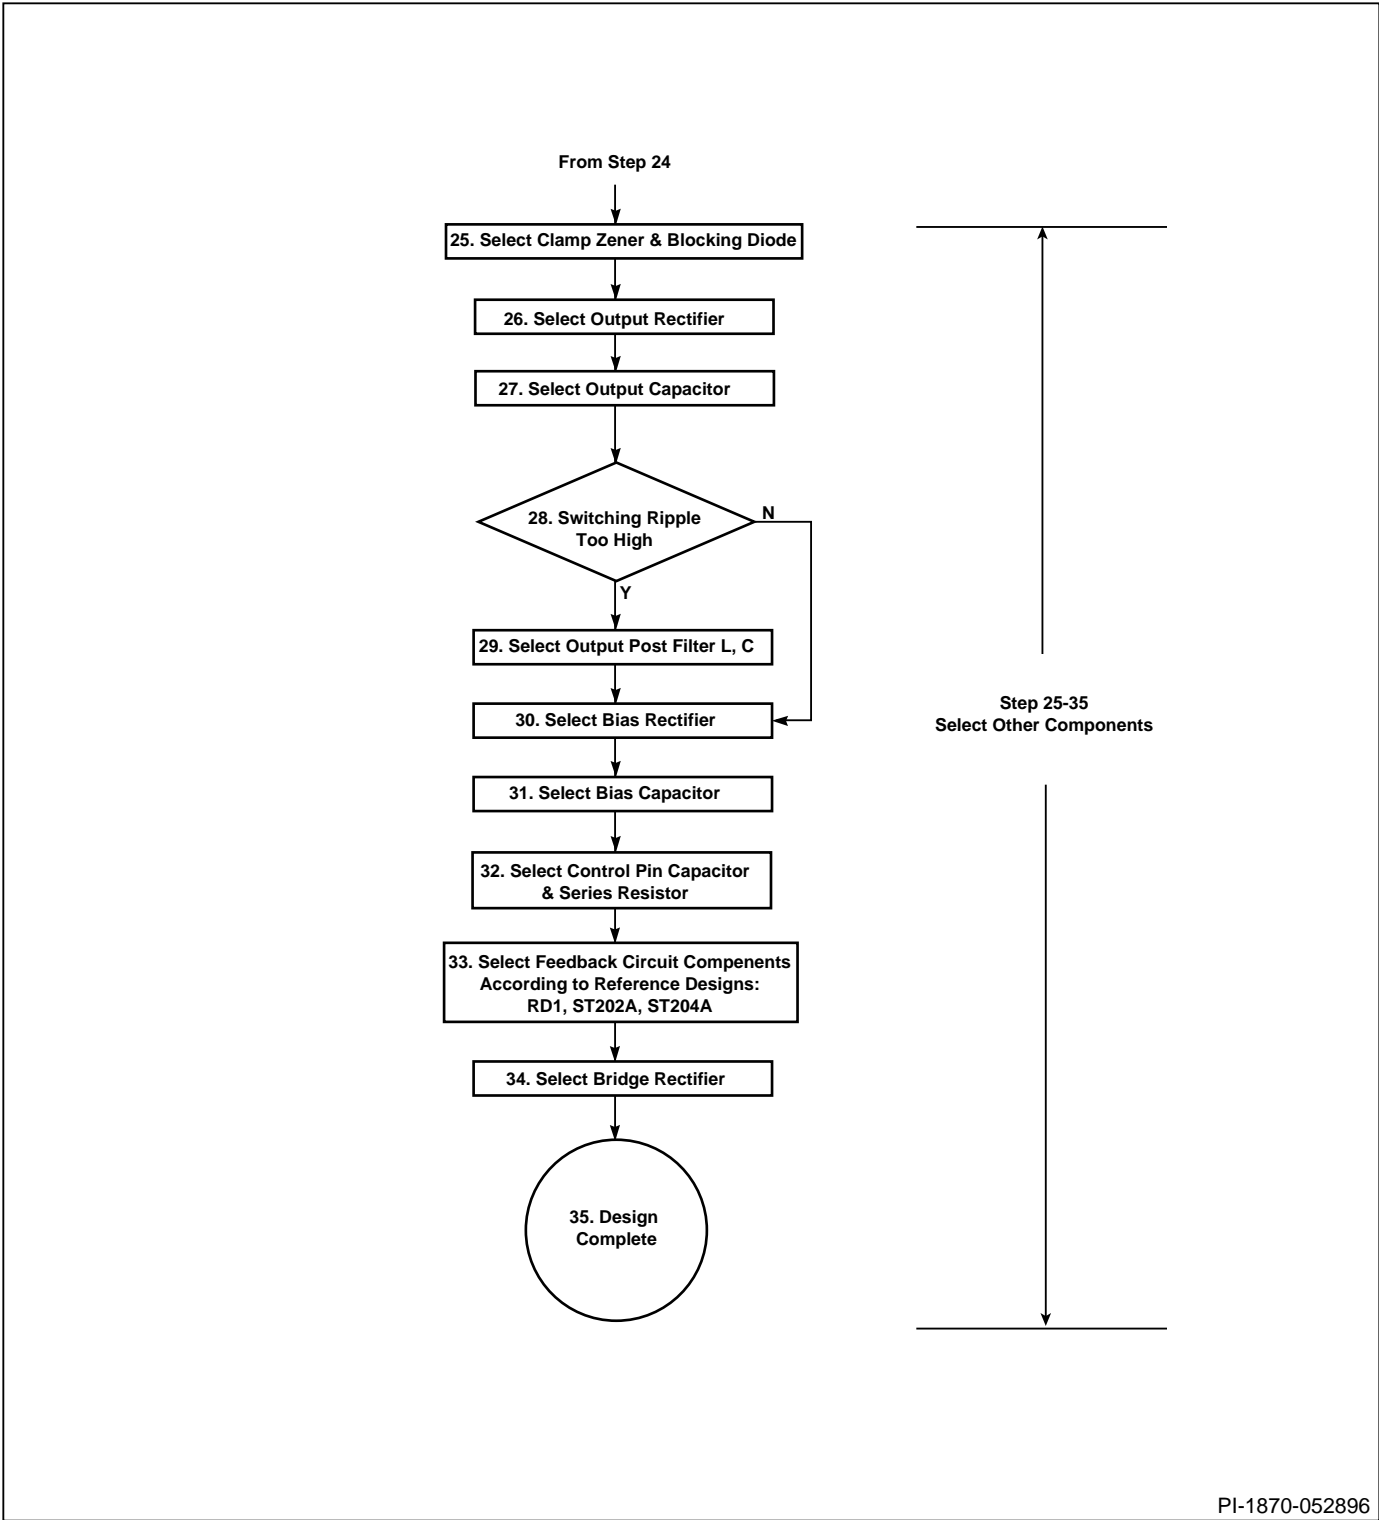 From Step 24
25. Select Clamp Zener & Blocking Diode
26. Select Output Rectifier
27. Select Output Capacitor
28. Switching Ripple
Too High
N
Y
29. Select Output Post Filter L, C
30. Select Bias Rectifier
31. Select Bias Capacitor
32. Select Control Pin Capacitor
& Series Resistor
33. Select Feedback Circuit Compenents
According to Reference Designs:
RD1, ST202A, ST204A
34. Select Bridge Rectifier
35. Design
Complete
Step 25-35
Select Other Components
PI-1870-052896